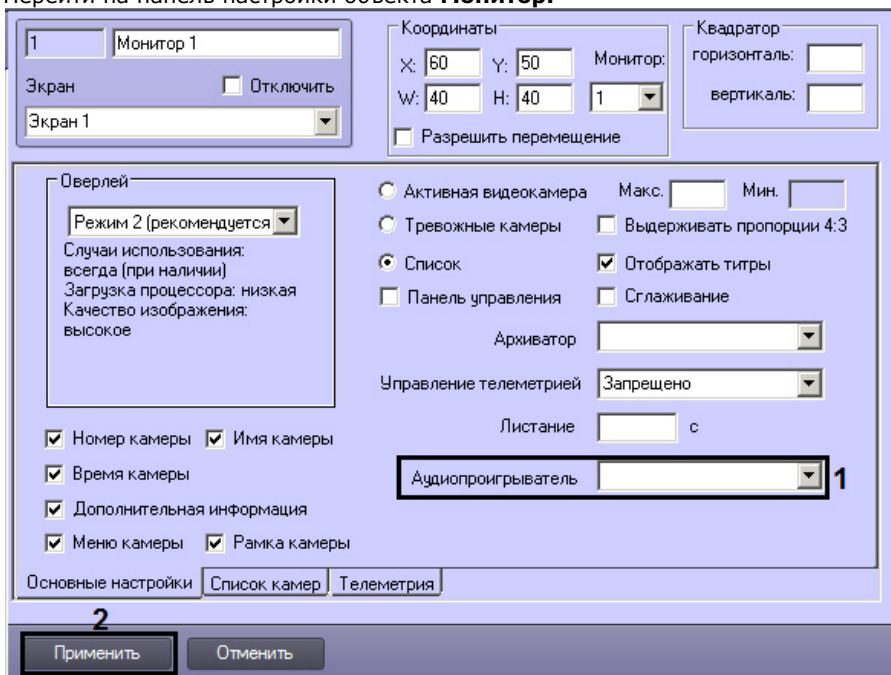 Перейти на панель настройки объекта Монитор.
1 Монитор 1
Экран Отключить
Экран 1
Координаты
X: 60 Y: 50 Монитор:
W: 40 H: 40 1
Разрешить перемещение
Квадратор
горизонталь:
вертикаль:
Оверлей
Режим 2 (рекомендуется
Случаи использования:
всегда (при наличии)
Загрузка процессора: низкая
Качество изображения:
высокое
Номер камеры Имя камеры
Время камеры
Дополнительная информация
Меню камеры Рамка камеры
Активная видеокамера Макс. Мин.
Тревожные камеры Выдерживать пропорции 4:3
Список Отображать титры
Панель управления Сглаживание
Архиватор
Управление телеметрией Запрещено
Листание с
Аудиопроигрыватель 1
Основные настройки Список камер Телеметрия
2
Применить Отменить